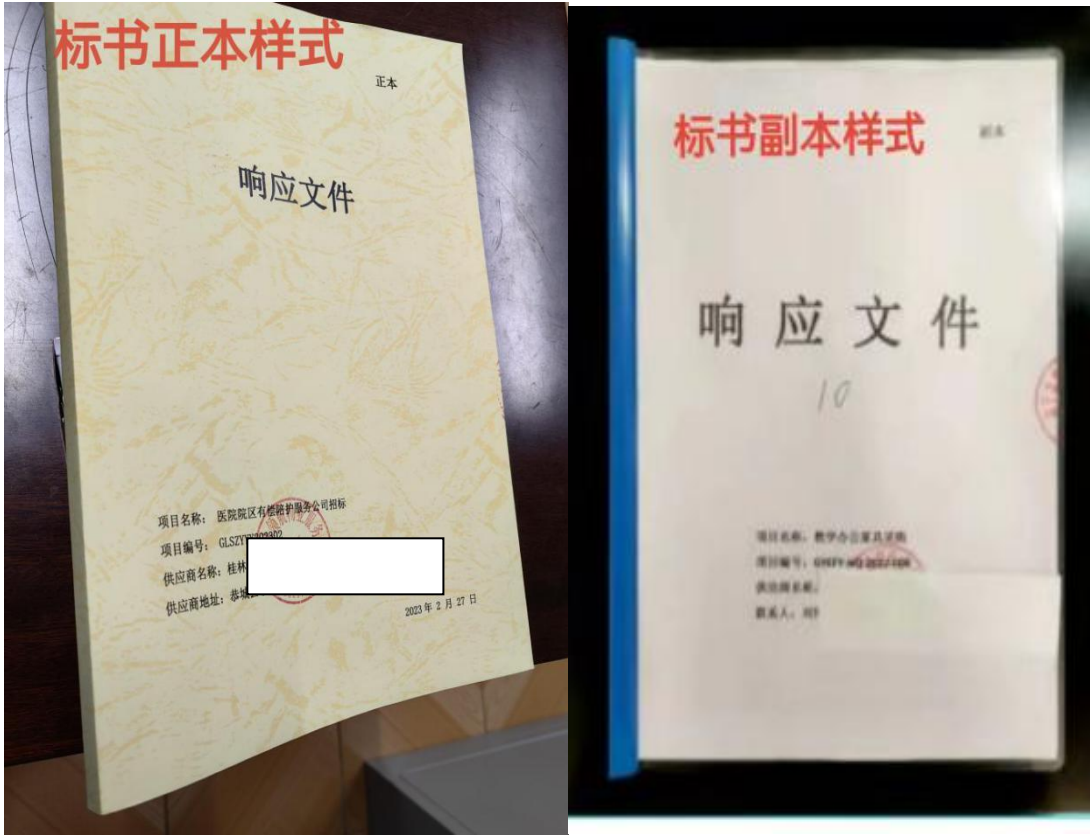 标书正本样式
正本
响应文件
项目名称： 医院院区有偿陪护服务公司招标
项目编号： GLSZY
供应商名称： 桂林
供应商地址： 恭城
2023 年 2 月 27 日
标书副本样式
副本
响应文件
10
项目名称： 教学办公家具采购
项目编号：
供应商名称：
联系人：